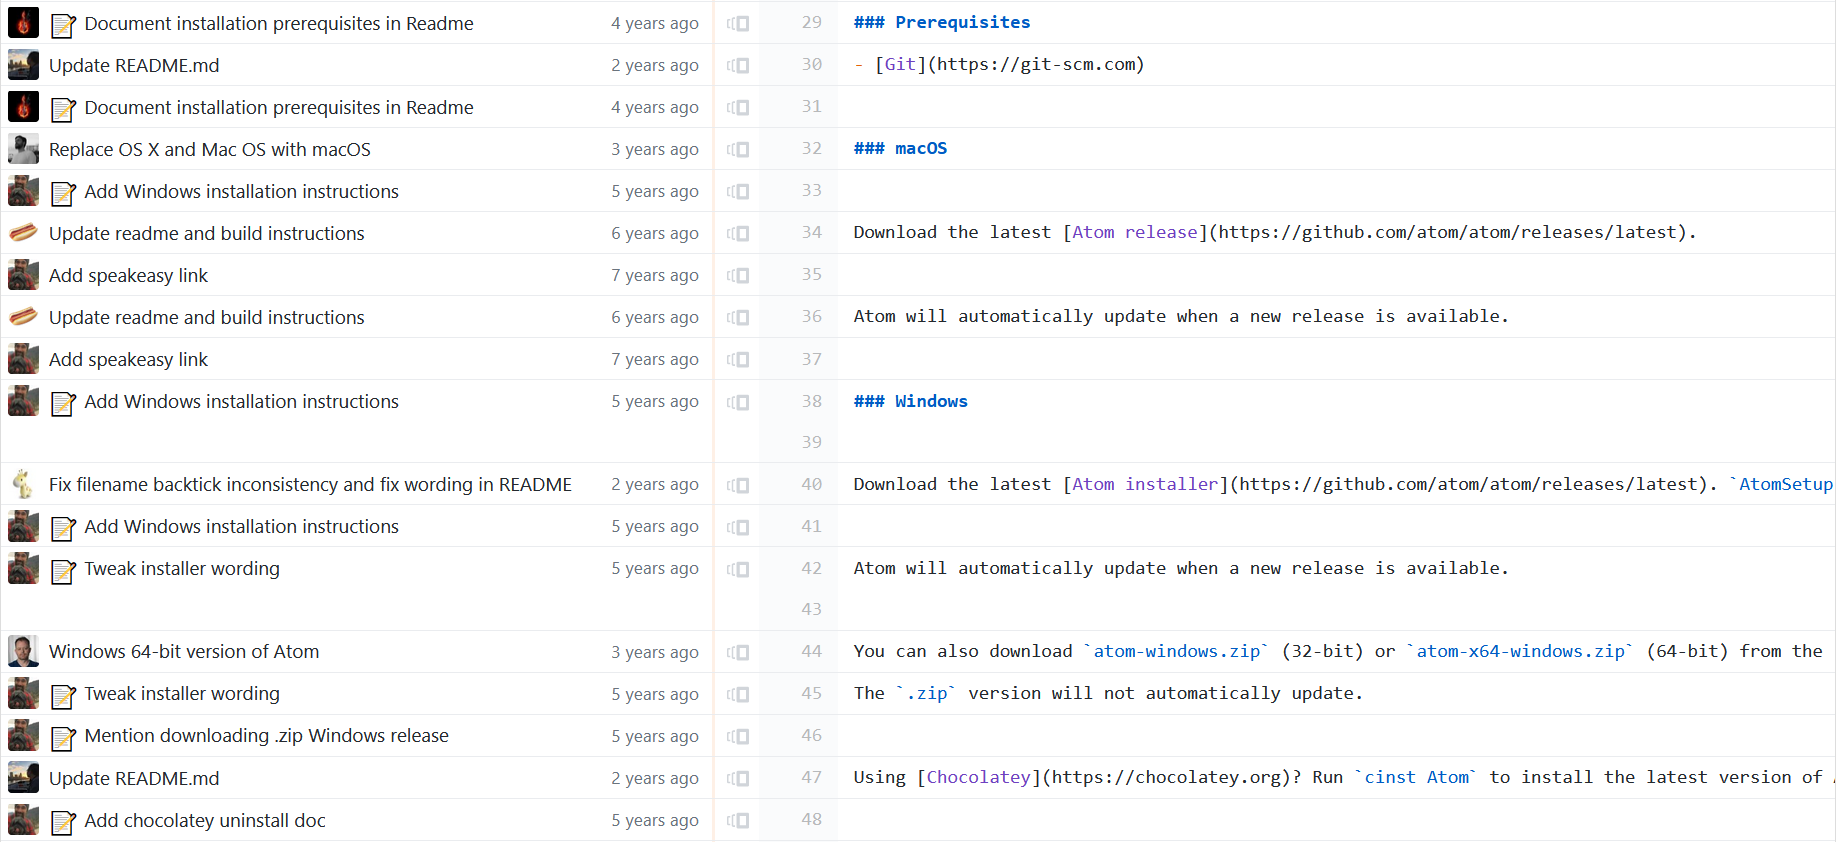 Document installation prerequisites in Readme 4 years ago 29 ### Prerequisites
Update README.md 2 years ago 30 - [Git](https://git-scm.com)
Document installation prerequisites in Readme 4 years ago 31
Replace OS X and Mac OS with macOS 3 years ago 32 ### macOS
Add Windows installation instructions 5 years ago 33
Update readme and build instructions 6 years ago 34 Download the latest [Atom release](https://github.com/atom/atom/releases/latest).
Add speakeasy link 7 years ago 35
Update readme and build instructions 6 years ago 36 Atom will automatically update when a new release is available.
Add speakeasy link 7 years ago 37
Add Windows installation instructions 5 years ago 38 ### Windows
39
Fix filename backtick inconsistency and fix wording in README 2 years ago 40 Download the latest [Atom installer](https://github.com/atom/atom/releases/latest). `AtomSetup
Add Windows installation instructions 5 years ago 41
Tweak installer wording 5 years ago 42 Atom will automatically update when a new release is available.
43
Windows 64-bit version of Atom 3 years ago 44 You can also download `atom-windows.zip` (32-bit) or `atom-x64-windows.zip` (64-bit) from the
Tweak installer wording 5 years ago 45 The `.zip` version will not automatically update.
Mention downloading .zip Windows release 5 years ago 46
Update README.md 2 years ago 47 Using [Chocolatey](https://chocolatey.org)? Run `cinst Atom` to install the latest version of
Add chocolatey uninstall doc 5 years ago 48